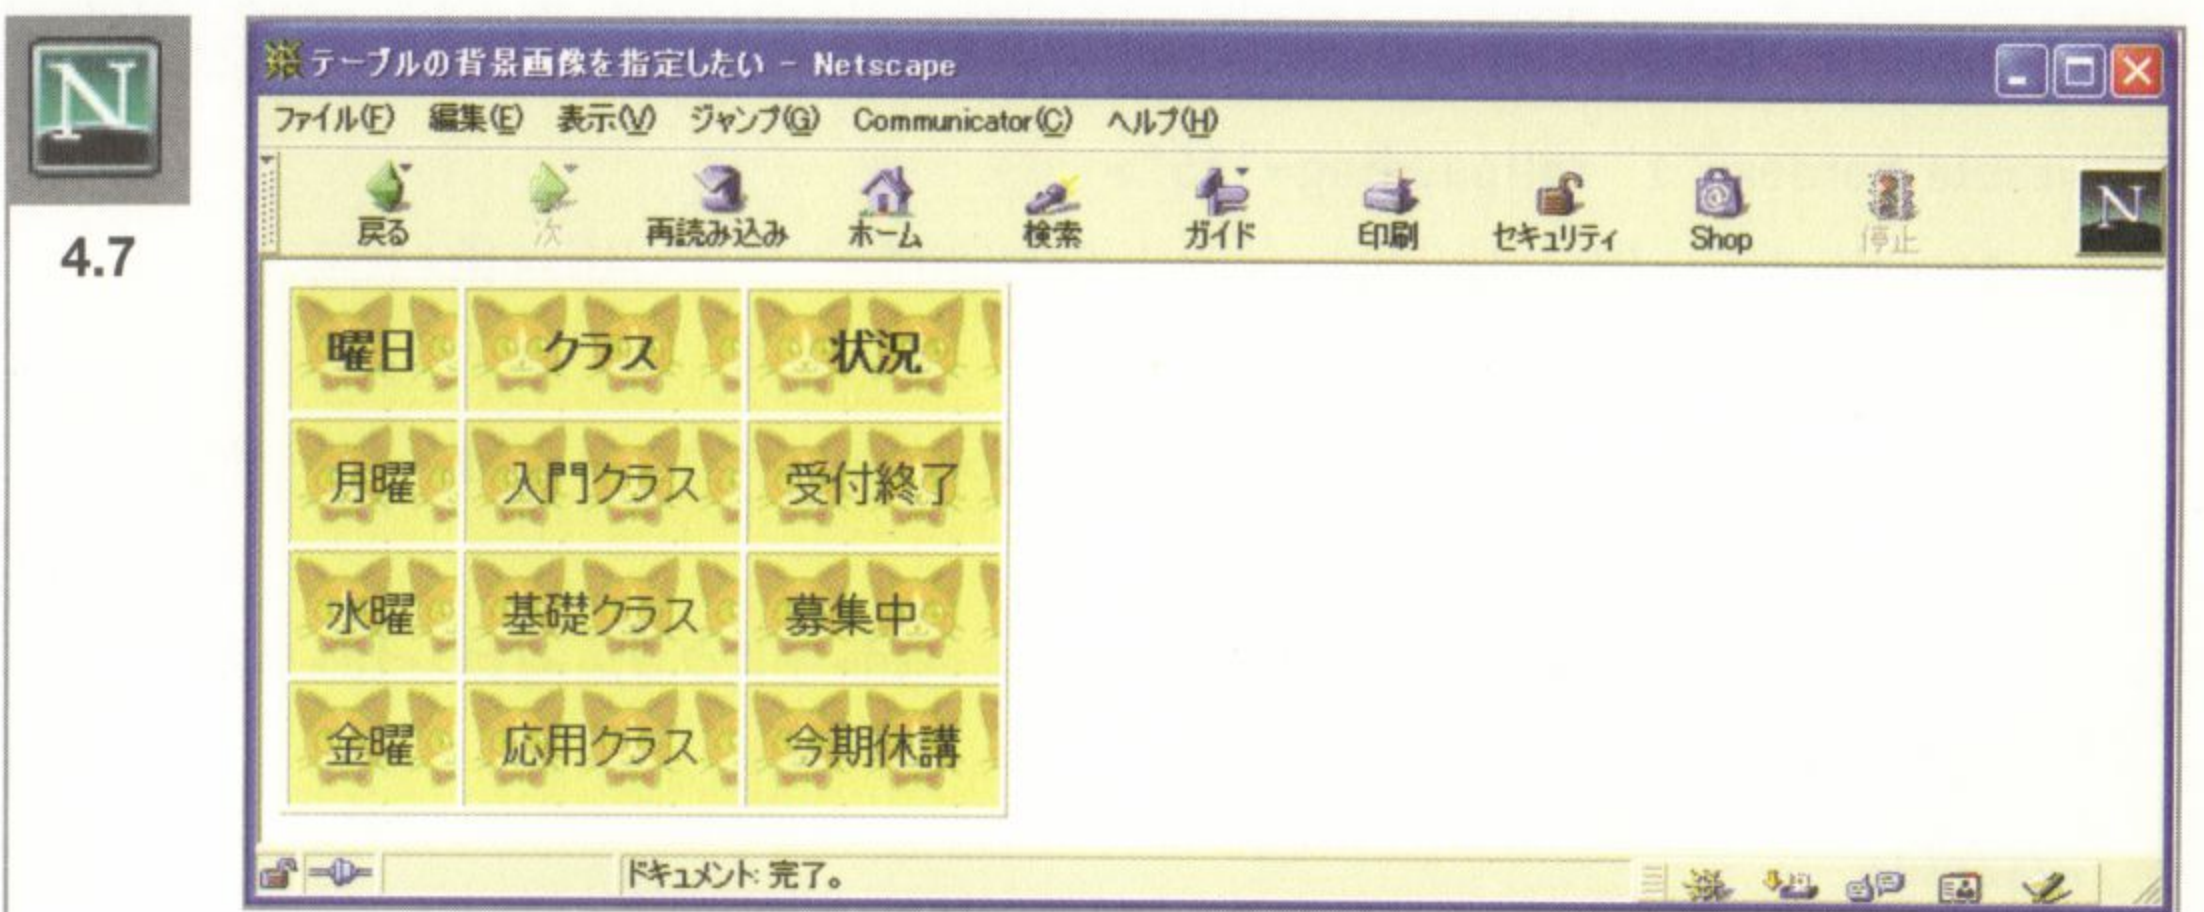 N
4.7
テーブルの背景画像を指定したい - Netscape
ファイル(F) 編集(E) 表示(V) ジャンプ(G) Communicator(C) ヘルプ(H)
戻る 次 再読み込み ホーム 検索 ガイド 印刷 セキュリティ Shop 停止 N
曜日 クラス 状況
月曜 入門クラス 受付終了
水曜 基礎クラス 募集中
金曜 応用クラス 今期休講
ドキュメント: 完了。